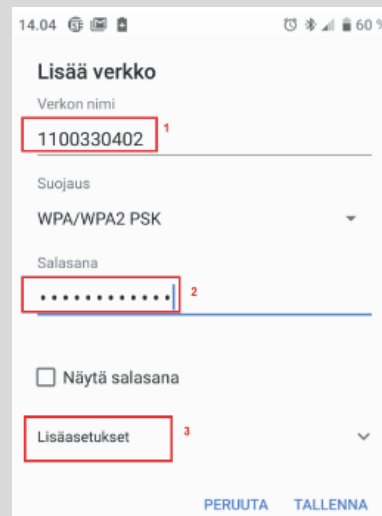 14.04 60 %
Lisää verkko
Verkon nimi
1100330402 1
Suojaus
WPA/WPA2 PSK
Salasana
•••••••••••• 2
Näytä salasana
Lisäasetukset 3
PERUUTA TALLENNA